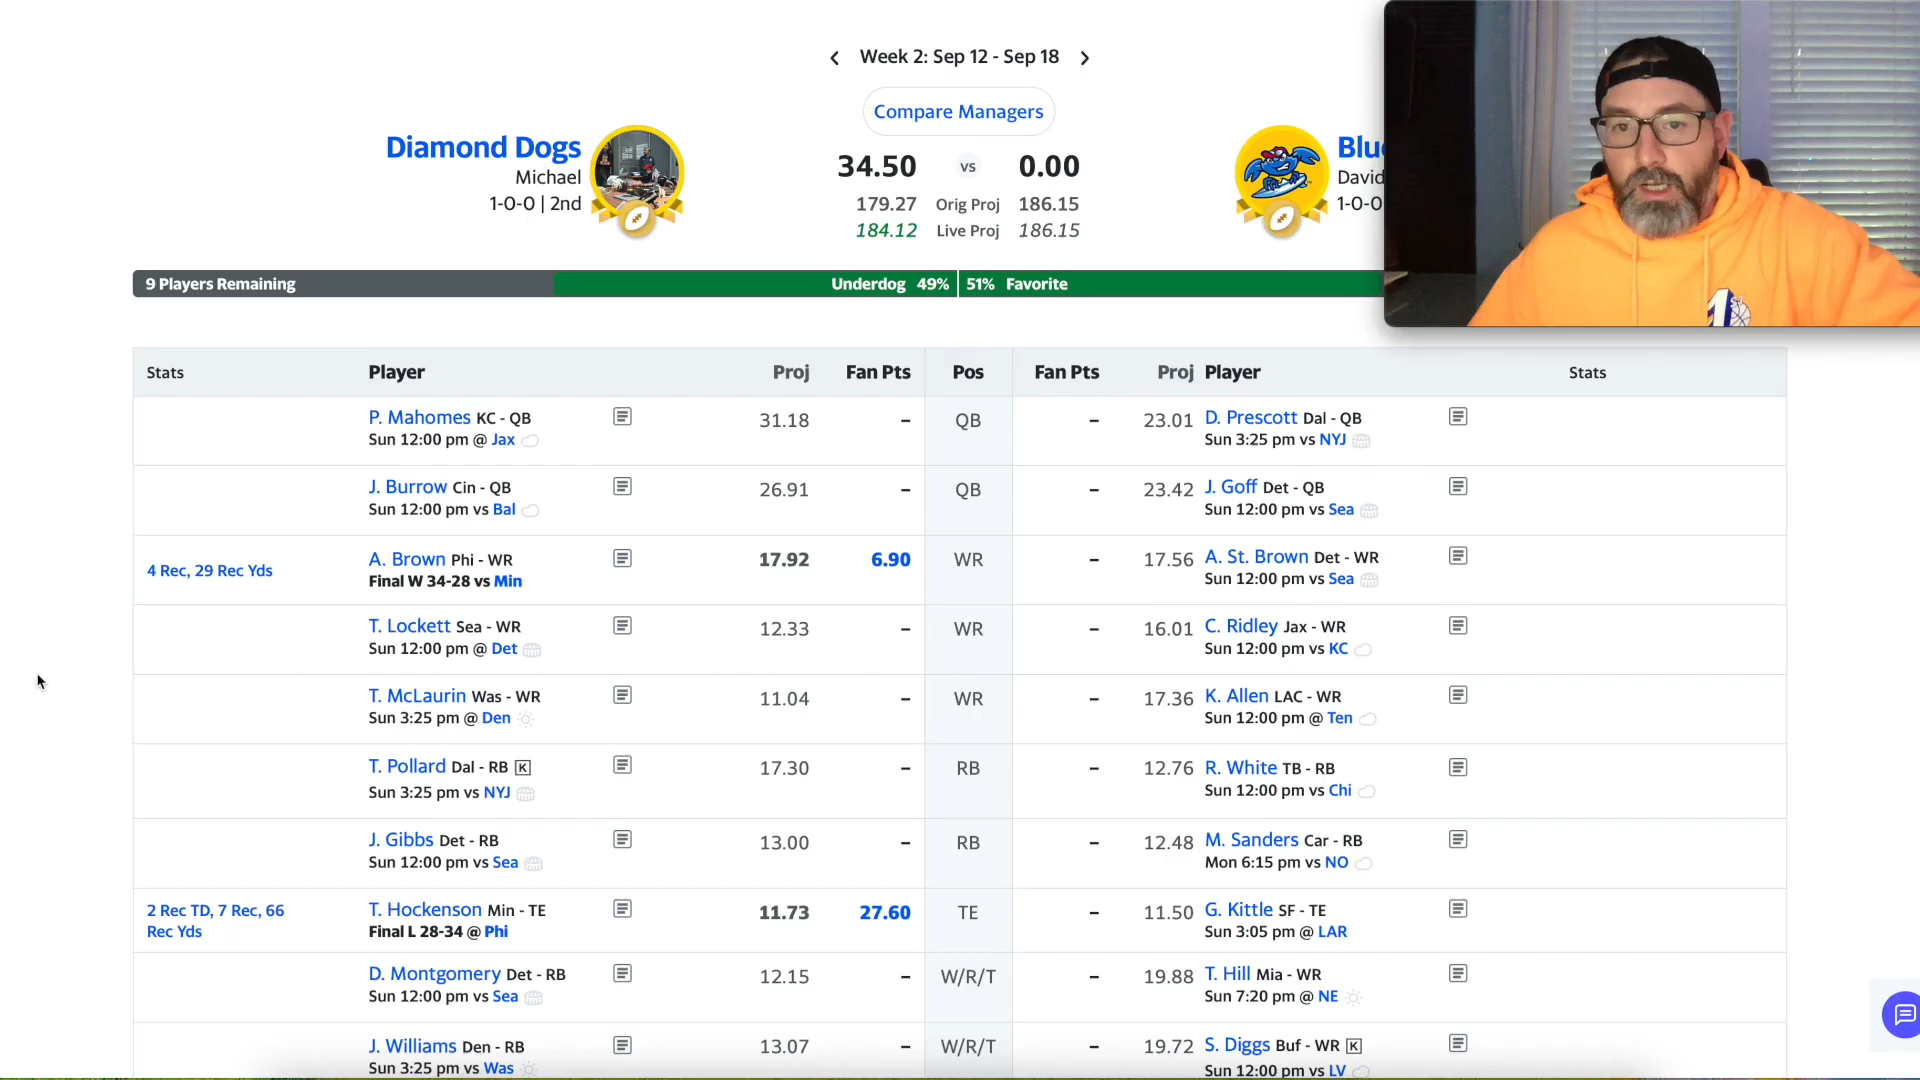 Week 2: Sep 12 - Sep 18
Compare Managers
Diamond Dogs
Michael
1-0-0 | 2nd
34.50 vs 0.00
179.27 Orig Proj 186.15
184.12 Live Proj 186.15
David
1-0-0
9 Players Remaining Underdog 49% 51% Favorite
Stats Player Proj Fan Pts Pos Fan Pts Proj Player Stats
P. Mahomes KC - QB 31.18 – QB – 23.01 D. Prescott Dal - QB
Sun 12:00 pm @ Jax Sun 3:25 pm vs NYJ
J. Burrow Cin - QB 26.91 – QB – 23.42 J. Goff Det - QB
Sun 12:00 pm vs Bal Sun 12:00 pm vs Sea
4 Rec, 29 Rec Yds A. Brown Phi - WR 17.92 6.90 WR – 17.56 A. St. Brown Det - WR
Final W 34-28 vs Min Sun 12:00 pm vs Sea
T. Lockett Sea - WR 12.33 – WR – 16.01 C. Ridley Jax - WR
Sun 12:00 pm @ Det Sun 12:00 pm vs KC
T. McLaurin Was - WR 11.04 – WR – 17.36 K. Allen LAC - WR
Sun 3:25 pm @ Den Sun 12:00 pm @ Ten
T. Pollard Dal - RB K 17.30 – RB – 12.76 R. White TB - RB
Sun 3:25 pm vs NYJ Sun 12:00 pm vs Chi
J. Gibbs Det - RB 13.00 – RB – 12.48 M. Sanders Car - RB
Sun 12:00 pm vs Sea Mon 6:15 pm vs NO
2 Rec TD, 7 Rec, 66 T. Hockenson Min - TE 11.73 27.60 TE – 11.50 G. Kittle SF - TE
Rec Yds Final L 28-34 @ Phi Sun 3:05 pm @ LAR
D. Montgomery Det - RB 12.15 – W/R/T – 19.88 T. Hill Mia - WR
Sun 12:00 pm vs Sea Sun 7:20 pm @ NE
J. Williams Den - RB 13.07 – W/R/T – 19.72 S. Diggs Buf - WR K
Sun 3:25 pm vs Was Sun 12:00 pm vs LV